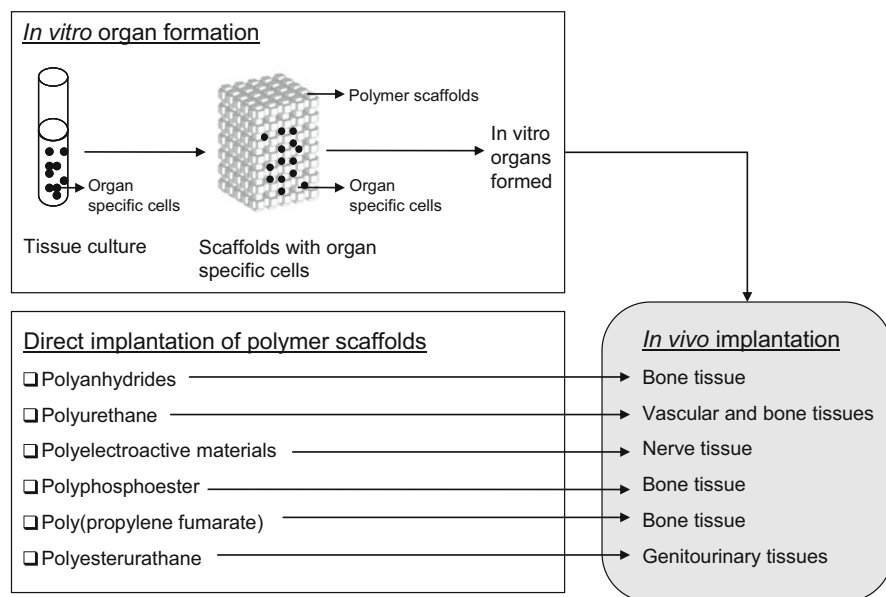 In vitro organ formation
Polymer scaffolds
Organ
specific cells
Organ
specific cells
In vitro
organs
formed
Tissue culture
Scaffolds with organ
specific cells
Direct implantation of polymer scaffolds
❑Polyanhydrides
❑Polyurethane
❑Polyelectroactive materials
❑Polyphosphoester
❑Poly(propylene fumarate)
❑Polyesterurathane
In vivo implantation
Bone tissue
Vascular and bone tissues
Nerve tissue
Bone tissue
Bone tissue
Genitourinary tissues